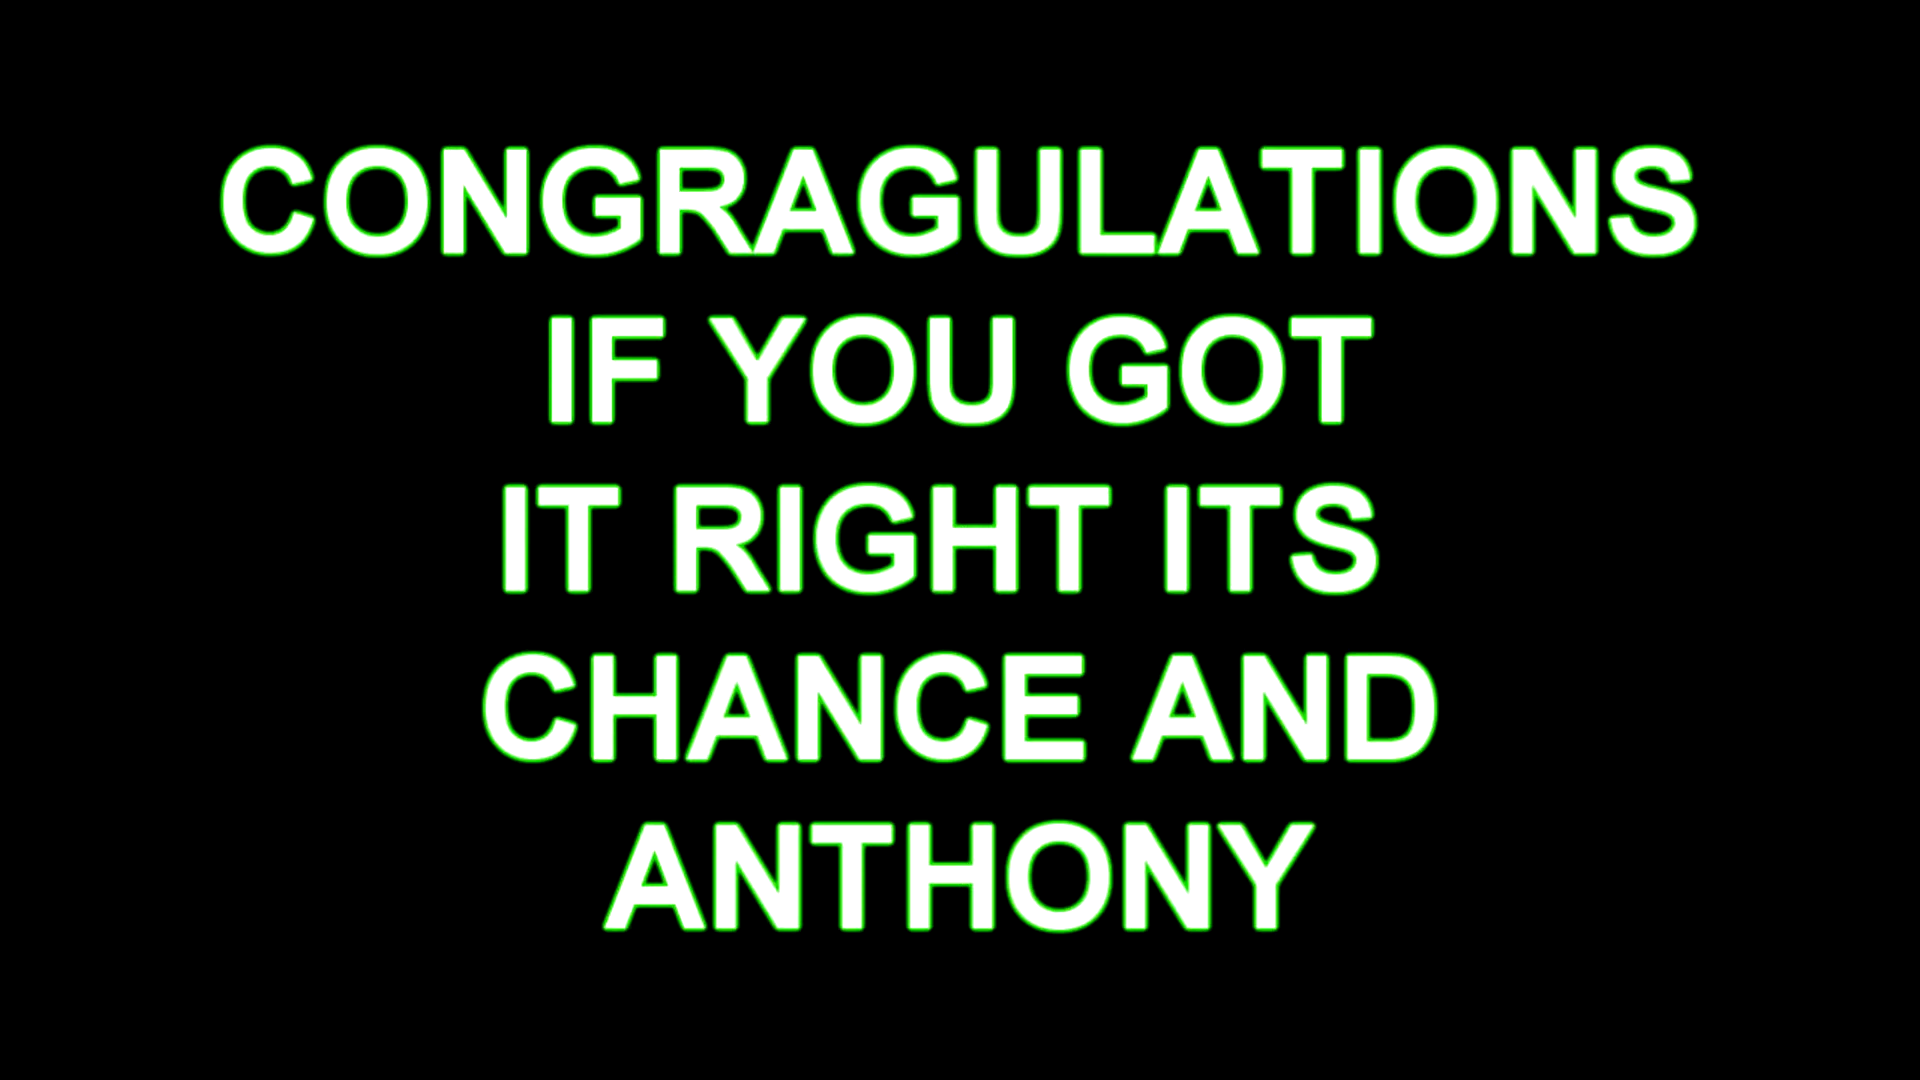 CONGRAGULATIONS
IF YOU GOT
IT RIGHT ITS
CHANCE AND
ANTHONY